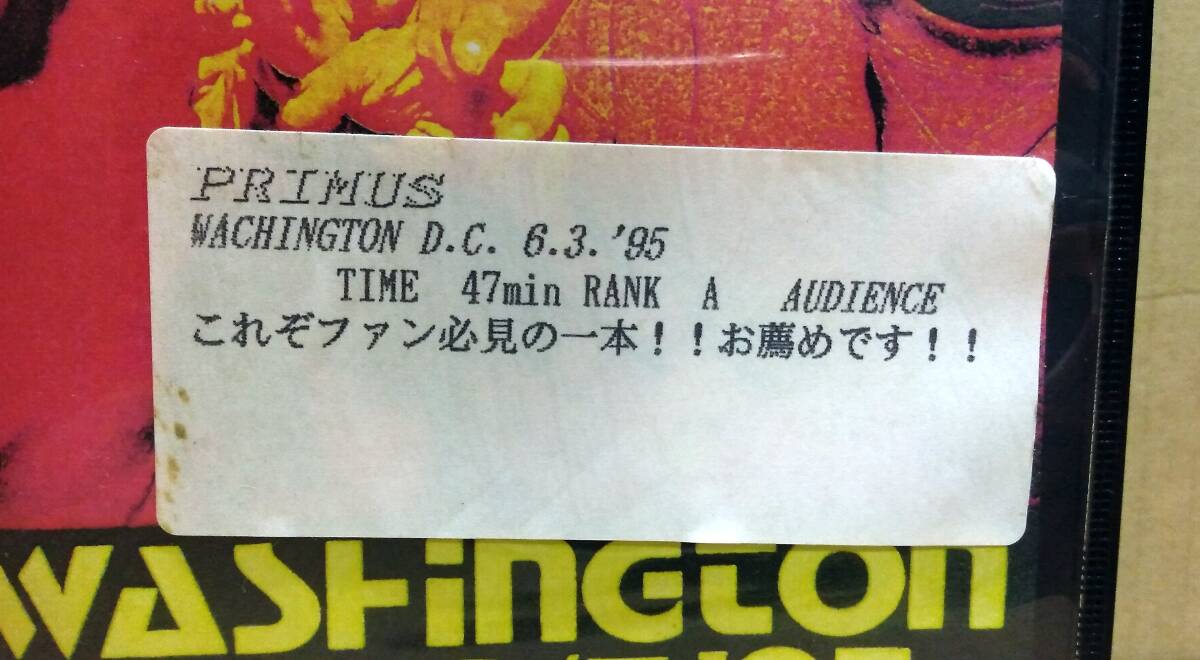 PRIMUS
WACHINGTON D.C. 6.3.'95
TIME 47min RANK A AUDIENCE
これぞファン必見の一本！！お薦めです！！
WASHiNGTON